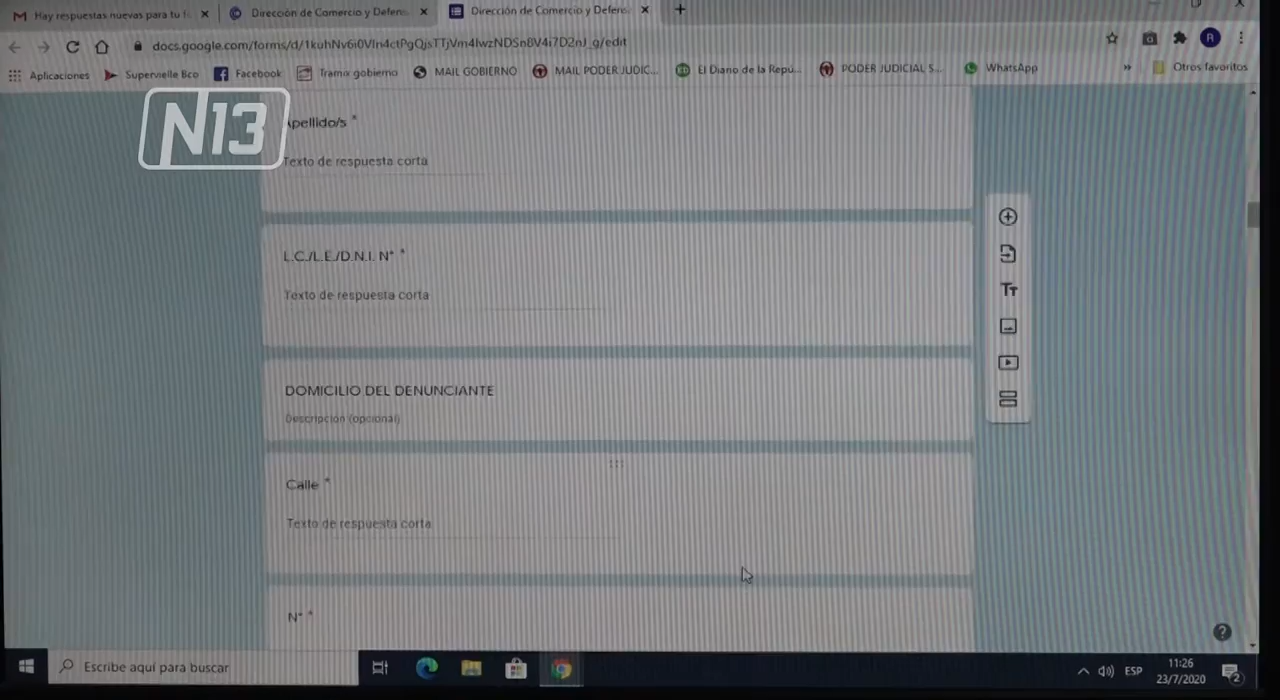 Hay respuestas nuevas para tu f
Dirección de Comercio y Defens
Dirección de Comercio y Defens
docs.google.com/forms/d/
/edit
R
Aplicaciones
Supervielle Bco
Facebook
Tramix gobierno
MAIL GOBIERNO
MAIL PODER JUDIC...
El Diario de la Repú...
PODER JUDICIAL S...
WhatsApp
»
Otros favoritos
N13
Apellido/s *
Texto de respuesta corta
L.C./L.E./D.N.I. N° *
Texto de respuesta corta
DOMICILIO DEL DENUNCIANTE
Descripción (opcional)
Calle *
Texto de respuesta corta
N° *
Tт
?
Escribe aquí para buscar
ESP
11:26
23/7/2020
2